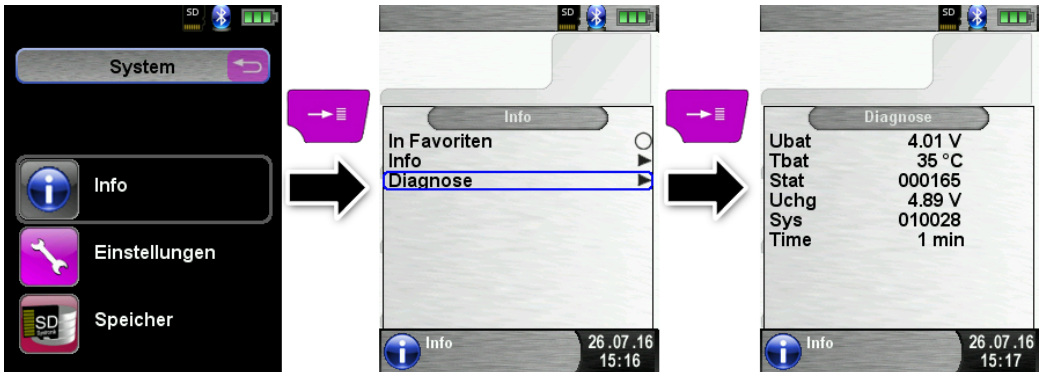 SD
System
Info
Einstellungen
SD
Speicher
SD
Info
In Favoriten
Info
Diagnose
Info
26.07.16
15:16
SD
Diagnose
Ubat 4.01 V
Tbat 35 °C
Stat 000165
Uchg 4.89 V
Sys 010028
Time 1 min
Info
26.07.16
15:17